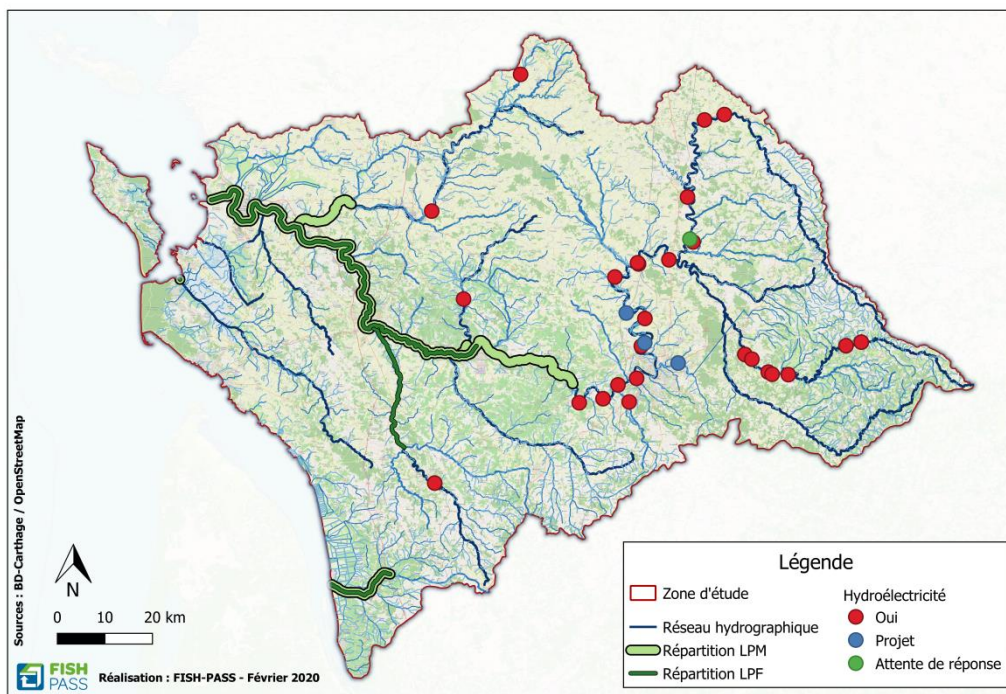 Sources : BD-Carthage / OpenStreetMap
N
0 10 20 km
FISH
PASS
Réalisation : FISH-PASS - Février 2020
Légende
Zone d'étude
Réseau hydrographique
Répartition LPM
Répartition LPF
Hydroélectricité
Oui
Projet
Attente de réponse